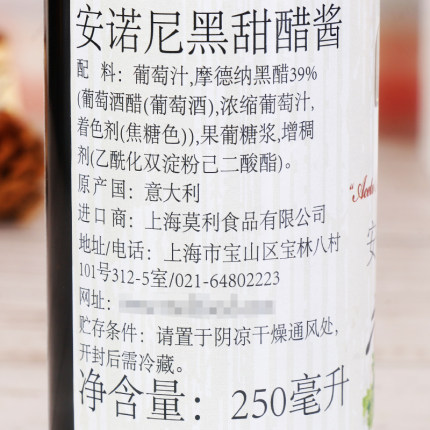 安诺尼黑甜醋酱
配 料: 葡萄汁,摩德纳黑醋39%
(葡萄酒醋(葡萄酒),浓缩葡萄汁,
着色剂(焦糖色)),果葡糖浆,增稠
剂(乙酰化双淀粉己二酸酯)。
原产国: 意大利
进口商: 上海莫利食品有限公司
地址/电话: 上海市宝山区宝林八村
101号312-5室/021-64802223
网址:
贮存条件: 请置于阴凉干燥通风处,
开封后需冷藏。
净含量: 250毫升
安